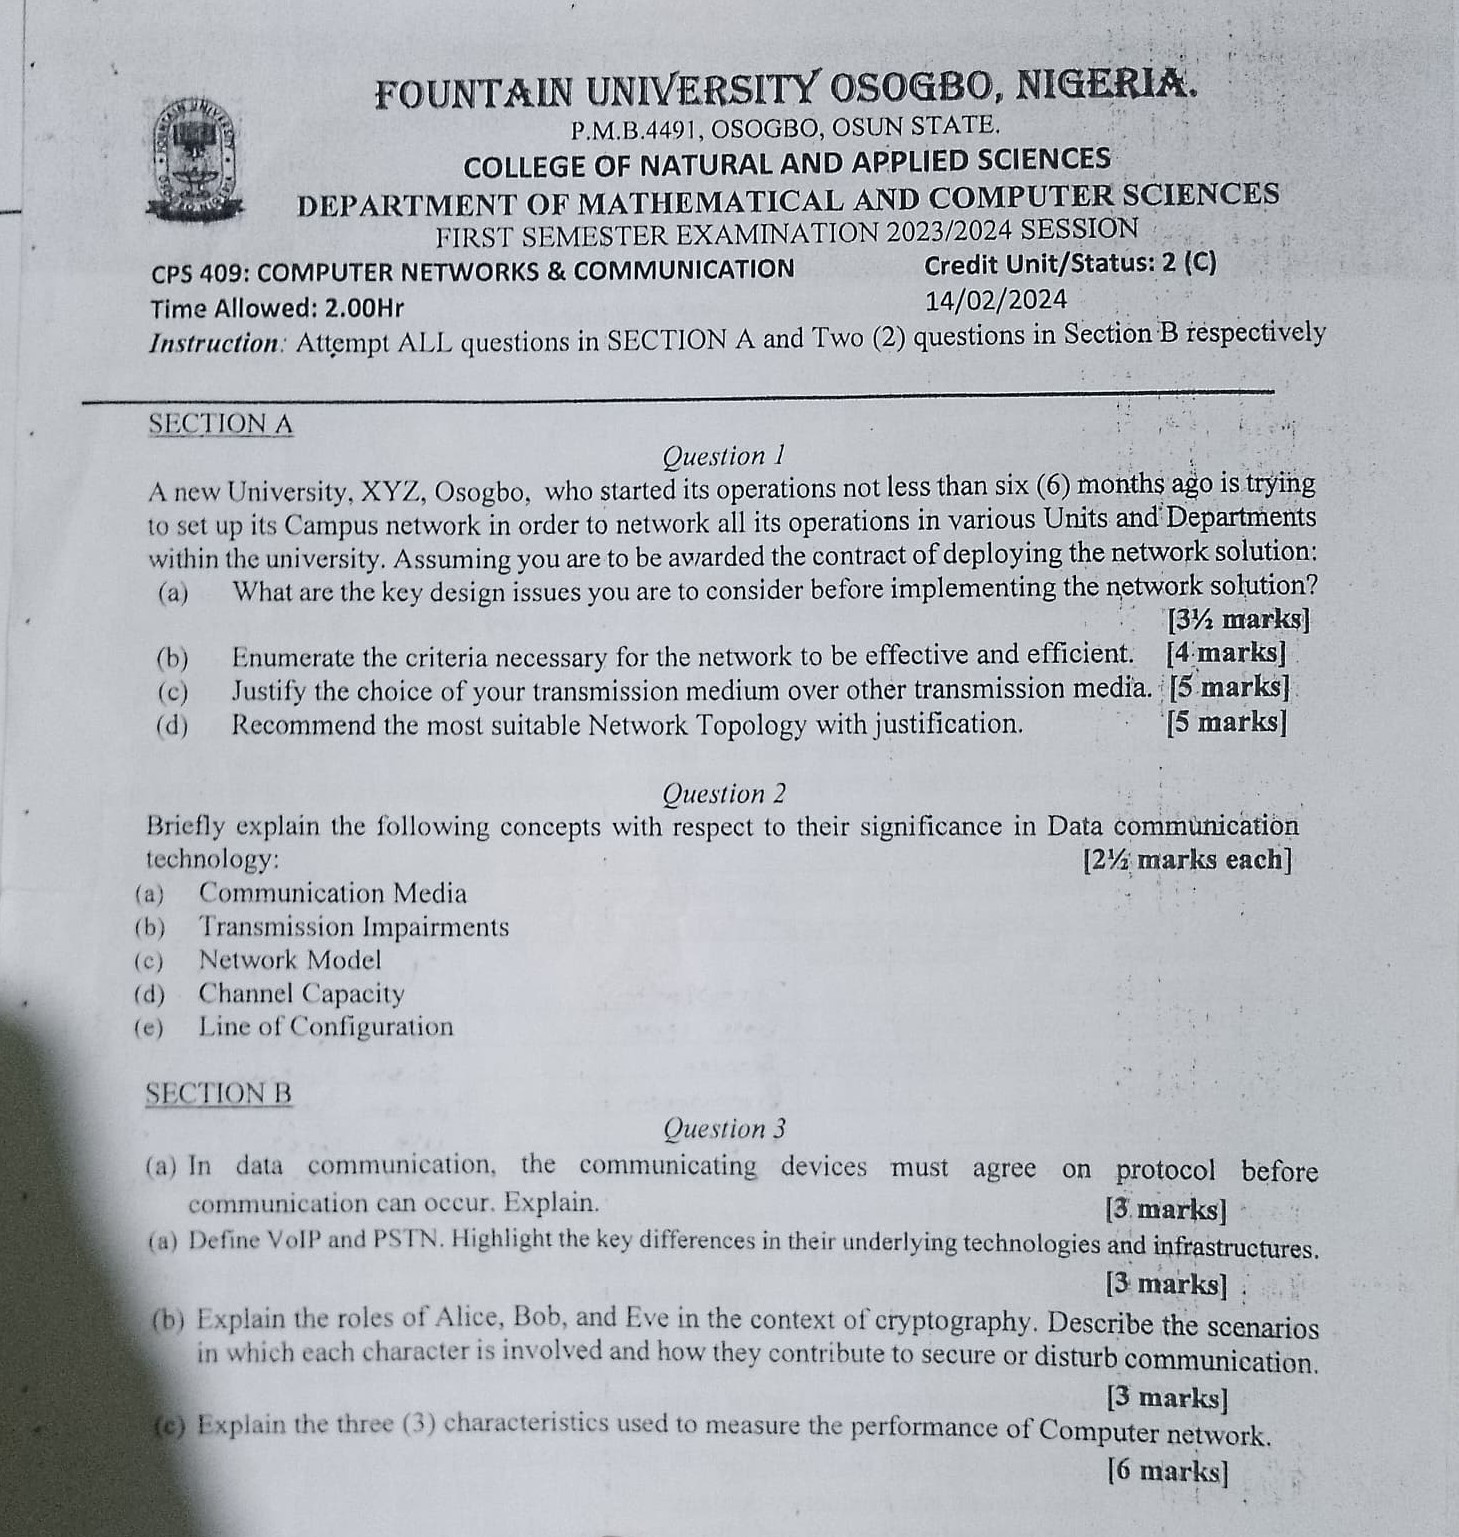 FOUNTAIN UNIVERSITY OSOGBO, NIGERIA.
P.M.B.4491, OSOGBO, OSUN STATE.
COLLEGE OF NATURAL AND APPLIED SCIENCES
DEPARTMENT OF MATHEMATICAL AND COMPUTER SCIENCES
FIRST SEMESTER EXAMINATION 2023/2024 SESSION
CPS 409: COMPUTER NETWORKS & COMMUNICATION Credit Unit/Status: 2 (C)
Time Allowed: 2.00Hr 14/02/2024
Instruction: Attempt ALL questions in SECTION A and Two (2) questions in Section B respectively
SECTION A
Question 1
A new University, XYZ, Osogbo, who started its operations not less than six (6) months ago is trying
to set up its Campus network in order to network all its operations in various Units and Departments
within the university. Assuming you are to be awarded the contract of deploying the network solution:
(a) What are the key design issues you are to consider before implementing the network solution?
[3½ marks]
(b) Enumerate the criteria necessary for the network to be effective and efficient. [4 marks]
(c) Justify the choice of your transmission medium over other transmission media. [5 marks]
(d) Recommend the most suitable Network Topology with justification. [5 marks]
Question 2
Briefly explain the following concepts with respect to their significance in Data communication
technology: [2½ marks each]
(a) Communication Media
(b) Transmission Impairments
(c) Network Model
(d) Channel Capacity
(e) Line of Configuration
SECTION B
Question 3
(a) In data communication, the communicating devices must agree on protocol before
communication can occur. Explain. [3 marks]
(a) Define VoIP and PSTN. Highlight the key differences in their underlying technologies and infrastructures.
[3 marks]
(b) Explain the roles of Alice, Bob, and Eve in the context of cryptography. Describe the scenarios
in which each character is involved and how they contribute to secure or disturb communication.
[3 marks]
(c) Explain the three (3) characteristics used to measure the performance of Computer network.
[6 marks]